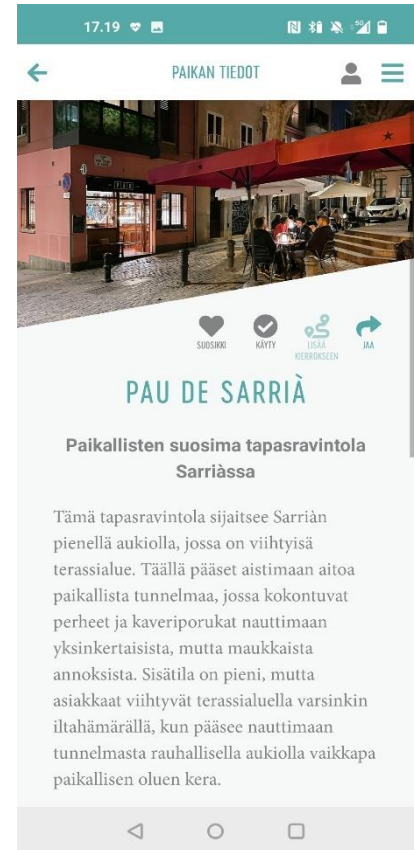 17.19
5G
PAIKAN TIEDOT
SUOSIKKI
KÄYTY
LISÄÄ
KIERROKSEEN
JAA
PAU DE SARRIÀ
Paikallisten suosima tapasravintola
Sarriàssa
Tämä tapasravintola sijaitsee Sarriàn
pienellä aukiolla, jossa on viihtyisä
terassialue. Täällä pääset aistimaan aitoa
paikallista tunnelmaa, jossa kokontuvat
perheet ja kaveriporukat nauttimaan
yksinkertaisista, mutta maukkaista
annoksista. Sisätila on pieni, mutta
asiakkaat viihtyvät terassialuella varsinkin
iltahämärällä, kun pääsee nauttimaan
tunnelmasta rauhallisella aukiolla vaikkapa
paikallisen oluen kera.